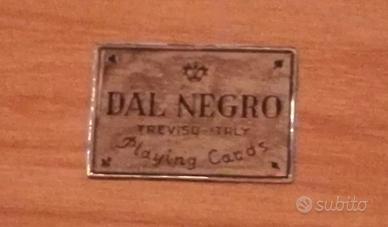 DAL NEGRO
TREVISO-ITALY
Playing Cards
subito